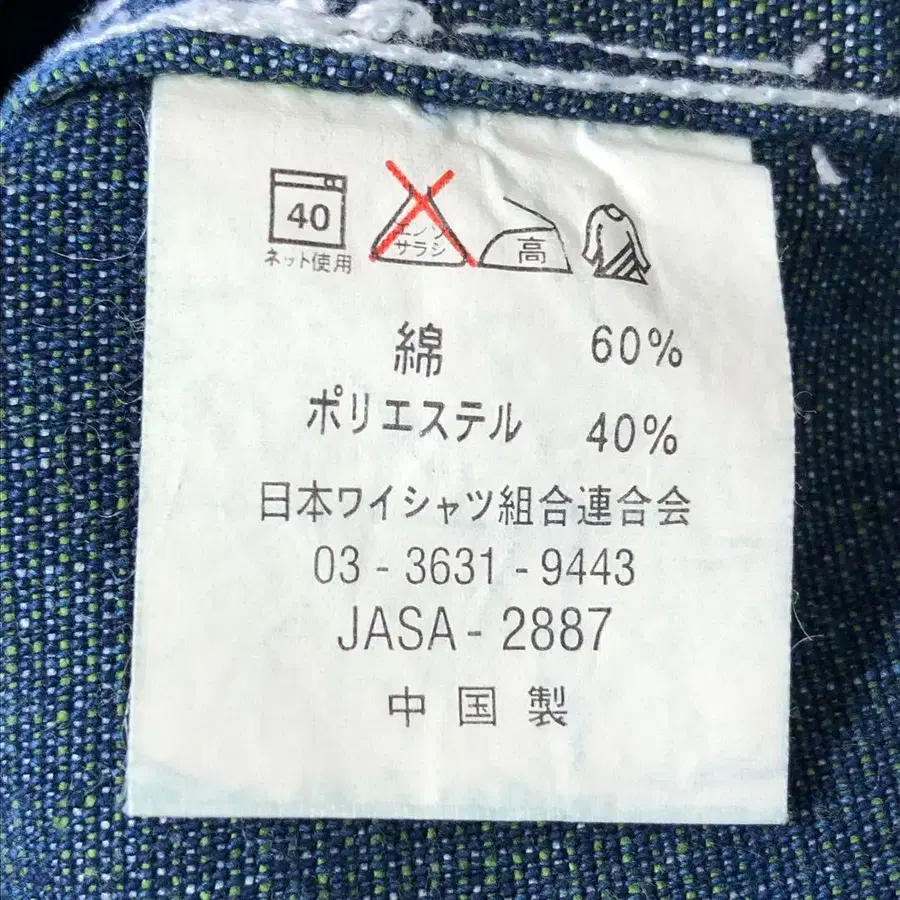 40
ネット使用
エンソ
サラシ
高
綿 60%
ポリエステル 40%
日本ワイシャツ組合連合会
03 - 3631 - 9443
JASA - 2887
中国製